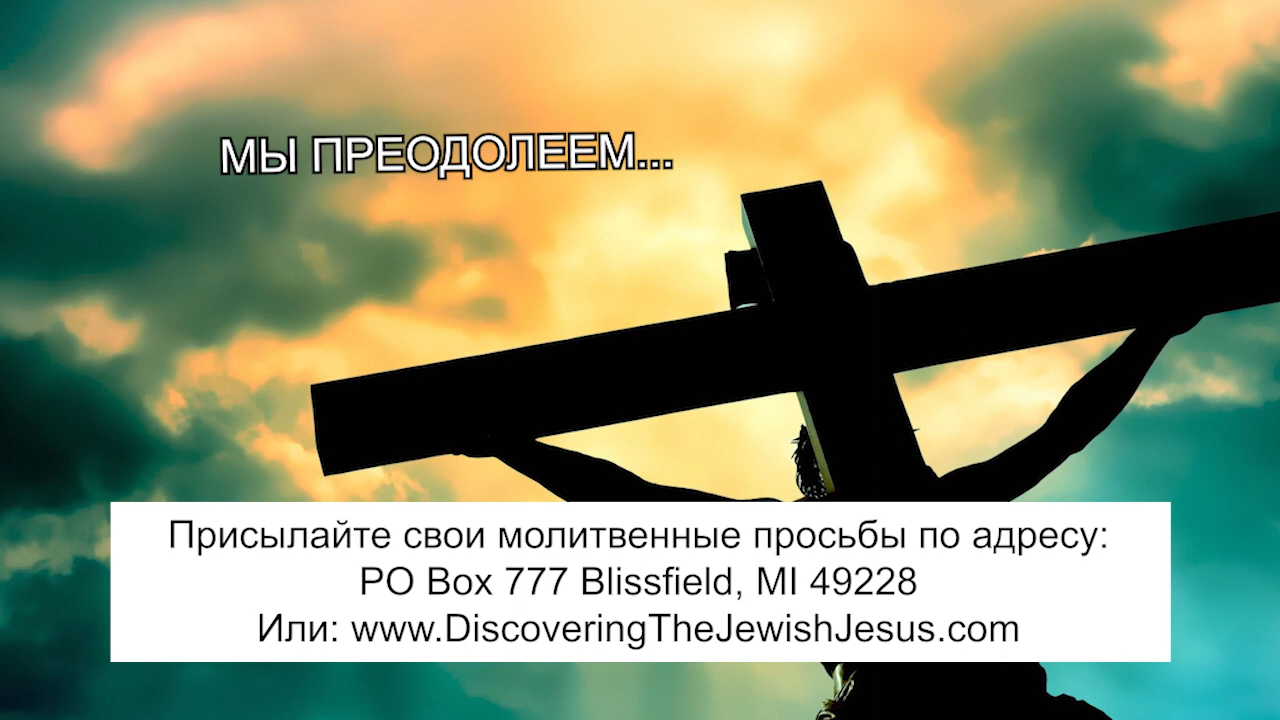 МЫ ПРЕОДОЛЕЕМ...
Присылайте свои молитвенные просьбы по адресу:
PO Box 777 Blissfield, MI 49228
Или: www.DiscoveringTheJewishJesus.com